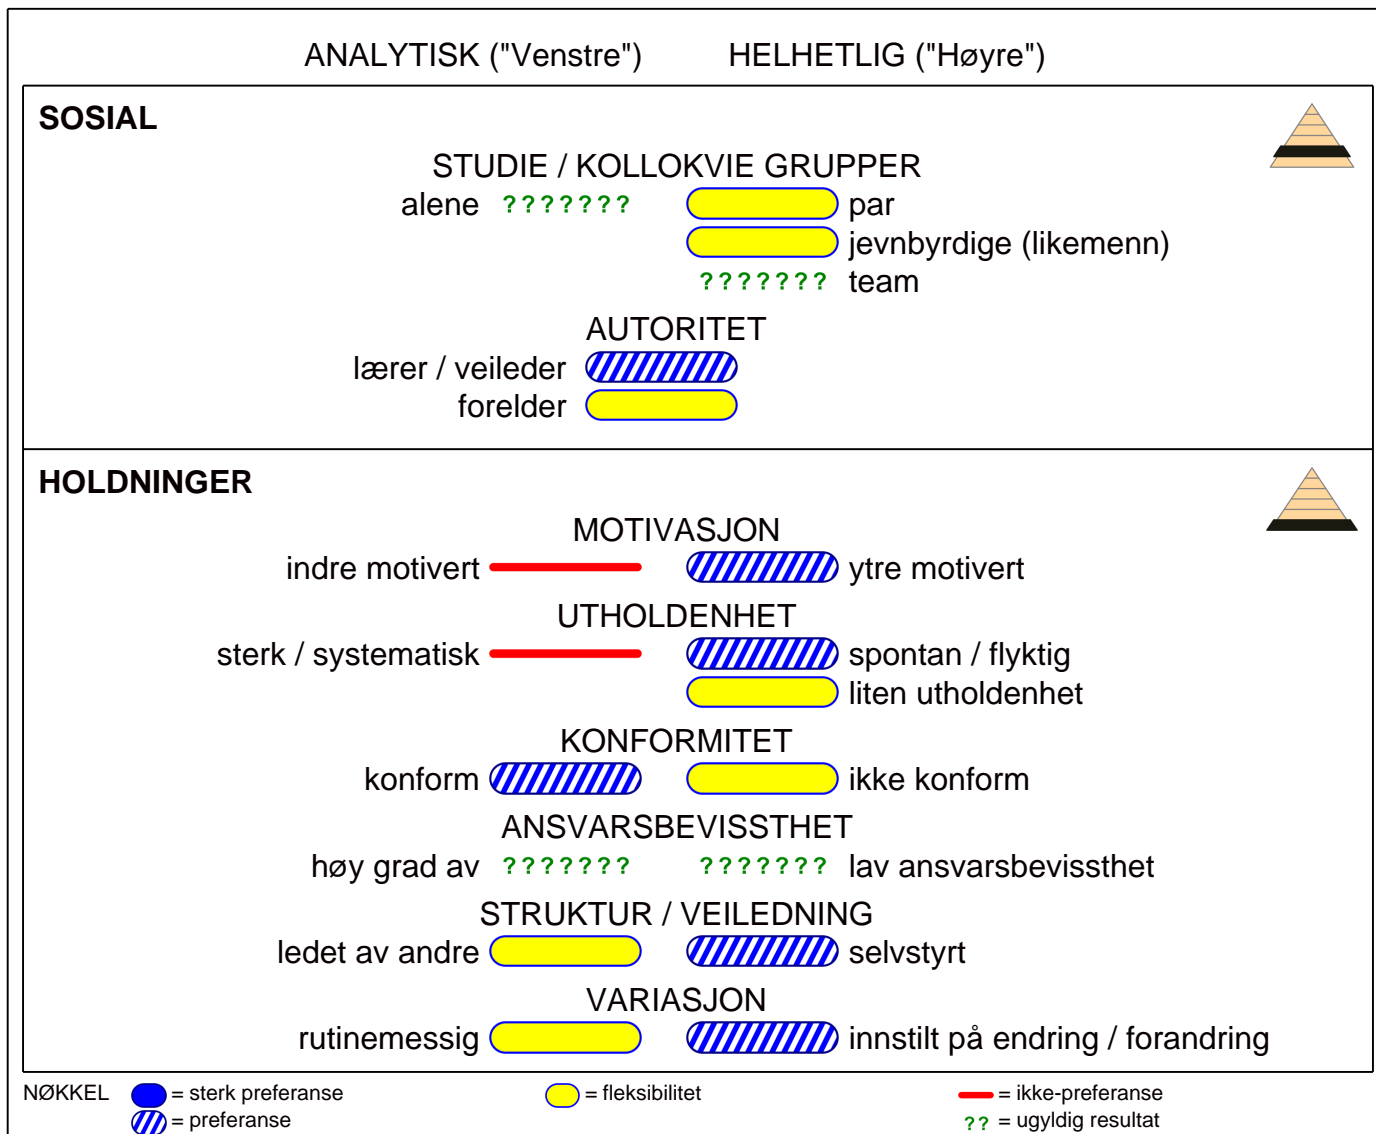 ANALYTISK ("Venstre") HELHETLIG ("Høyre")
SOSIAL
STUDIE / KOLLOKVIE GRUPPER
alene ??????? par
jevnbyrdige (likemenn)
??????? team
AUTORITET
lærer / veileder
forelder
HOLDNINGER
MOTIVASJON
indre motivert ytre motivert
UTHOLDENHET
sterk / systematisk spontan / flyktig
liten utholdenhet
KONFORMITET
konform ikke konform
ANSVARSBEVISSTHET
høy grad av ??????? ??????? lav ansvarsbevissthet
STRUKTUR / VEILEDNING
ledet av andre selvstyrt
VARIASJON
rutinemessig innstilt på endring / forandring
NØKKEL = sterk preferanse = fleksibilitet = ikke-preferanse
= preferanse ?? = ugyldig resultat